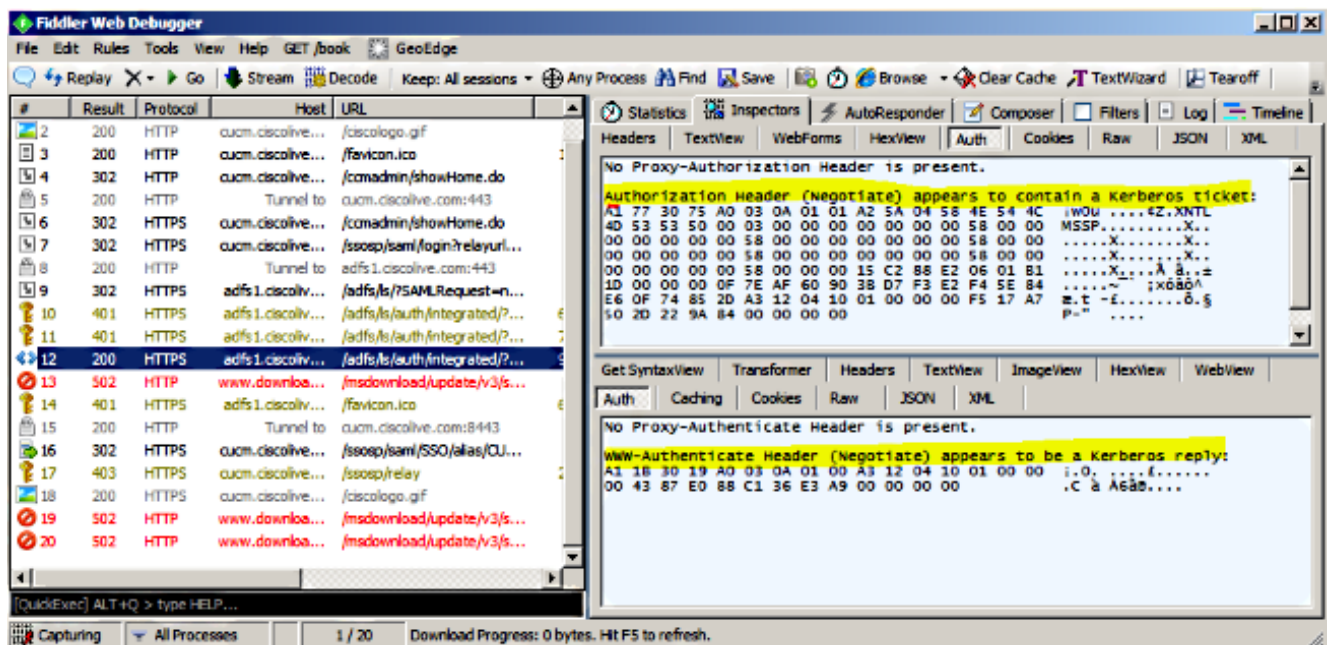 Fiddler Web Debugger
File Edit Rules Tools View Help GET /book GeoEdge
Replay Go Stream Decode Keep: All sessions Any Process Find Save Browse Clear Cache TextWizard Tearoff
# Result Protocol Host URL
2 200 HTTP cucm.ciscolive... /ciscologo.gif
3 200 HTTP cucm.ciscolive... /favicon.ico
4 302 HTTP cucm.ciscolive... /ccmadmin/showHome.do
5 200 HTTP Tunnel to cucm.ciscolive.com:443
6 302 HTTPS cucm.ciscolive... /ccmadmin/showHome.do
7 302 HTTPS cucm.ciscolive... /ssosp/saml/login?relayurl...
8 200 HTTP Tunnel to adfs1.ciscolive.com:443
9 302 HTTPS adfs1.ciscoliv... /adfs/ls/?SAMLRequest=n...
10 401 HTTPS adfs1.ciscoliv... /adfs/ls/auth/integrated/?...
11 401 HTTPS adfs1.ciscoliv... /adfs/ls/auth/integrated/?...
12 200 HTTPS adfs1.ciscoliv... /adfs/ls/auth/integrated/?...
13 502 HTTP www.downloa... /msdownload/update/v3/s...
14 401 HTTPS adfs1.ciscoliv... /favicon.ico
15 200 HTTP Tunnel to cucm.ciscolive.com:8443
16 302 HTTPS cucm.ciscolive... /ssosp/saml/SSO/alias/CU...
17 403 HTTPS cucm.ciscolive... /ssosp/relay
18 200 HTTPS cucm.ciscolive... /ciscologo.gif
19 502 HTTP www.downloa... /msdownload/update/v3/s...
20 502 HTTP www.downloa... /msdownload/update/v3/s...
[QuickExec] ALT+Q > type HELP...
Statistics Inspectors AutoResponder Composer Filters Log Timeline
Headers TextView WebForms HexView Auth Cookies Raw JSON XML
No Proxy-Authorization Header is present.
Authorization Header (Negotiate) appears to contain a Kerberos ticket:
A1 77 30 75 A0 03 0A 01 01 A2 5A 04 58 4E 54 4C ¡w0u ....¢Z.XNTL
4D 53 53 50 00 03 00 00 00 00 00 00 00 58 00 00 MSSP.........X..
00 00 00 00 00 58 00 00 00 00 00 00 00 58 00 00 .....X.......X..
00 00 00 00 00 58 00 00 00 00 00 00 00 58 00 00 .....X.......X..
00 00 00 00 00 58 00 00 00 15 C2 88 E2 06 01 B1
1D 00 00 00 0F 7E AF 60 90 3B D7 F3 E2 F4 5E 84
E6 0F 74 85 2D A3 12 04 10 01 00 00 00 F5 17 A7
50 2D 22 9A 84 00 00 00 00
Get SyntaxView Transformer Headers TextView ImageView HexView WebView
Auth Caching Cookies Raw JSON XML
No Proxy-Authenticate Header is present.
WWW-Authenticate Header (Negotiate) appears to be a Kerberos reply:
A1 1B 30 19 A0 03 0A 01 00 A3 12 04 10 01 00 00 ¡.0. ....£......
00 43 87 E0 88 C1 36 E3 A9 00 00 00 00
Capturing All Processes 1 / 20 Download Progress: 0 bytes. Hit F5 to refresh.